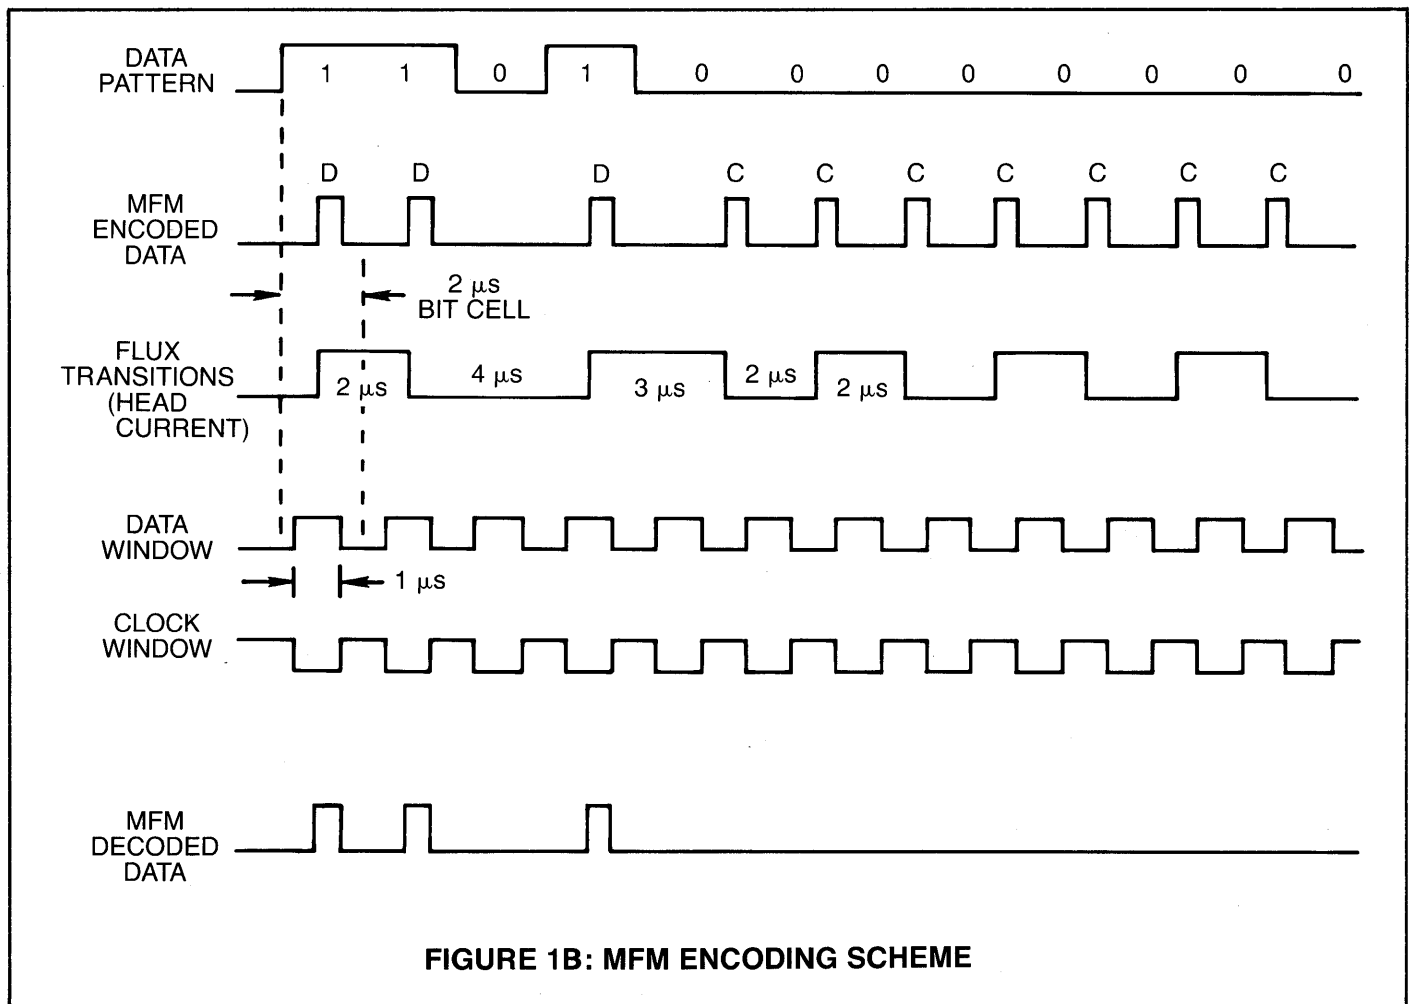 DATA
PATTERN
1 1 0 1 0 0 0 0 0 0 0 0
D D D C C C C C C C
MFM
ENCODED
DATA
2 μs
BIT CELL
FLUX
TRANSITIONS
(HEAD
CURRENT)
2 μs 4 μs 3 μs 2 μs 2 μs
DATA
WINDOW
1 μs
CLOCK
WINDOW
MFM
DECODED
DATA
FIGURE 1B: MFM ENCODING SCHEME